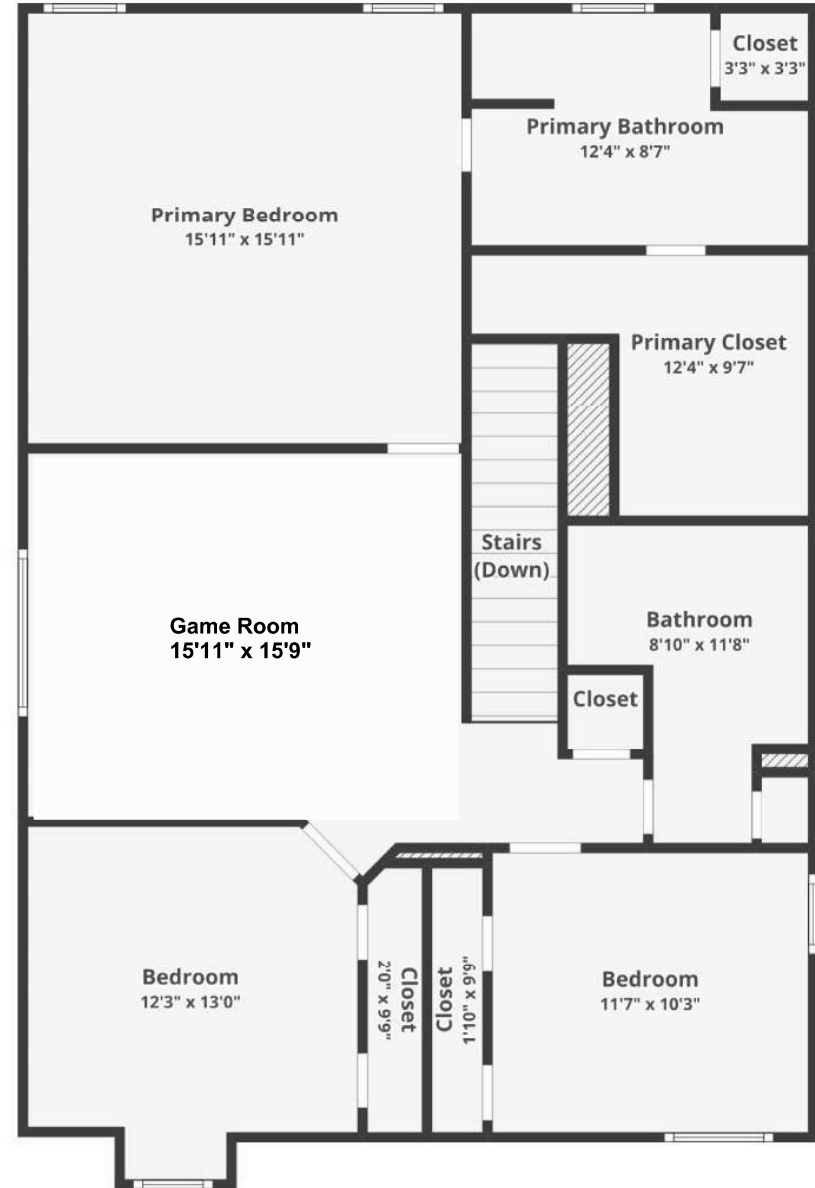 Closet
3'3" x 3'3"
Primary Bathroom
12'4" x 8'7"
Primary Bedroom
15'11" x 15'11"
Primary Closet
12'4" x 9'7"
Stairs
(Down)
Game Room
15'11" x 15'9"
Bathroom
8'10" x 11'8"
Closet
Bedroom
12'3" x 13'0"
Closet
2'0" x 9'9"
Closet
1'10" x 9'9"
Bedroom
11'7" x 10'3"